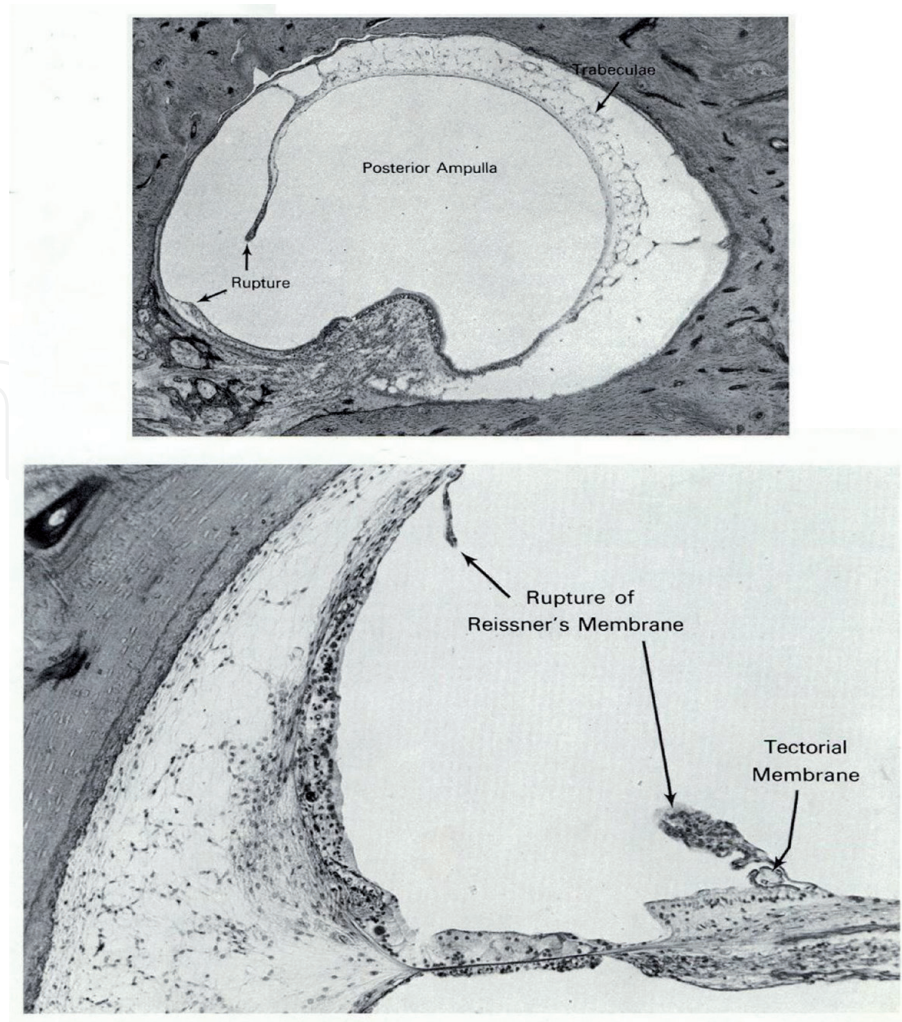 Trabeculae
Posterior Ampulla
Rupture
Rupture of
Reissner's Membrane
Tectorial
Membrane